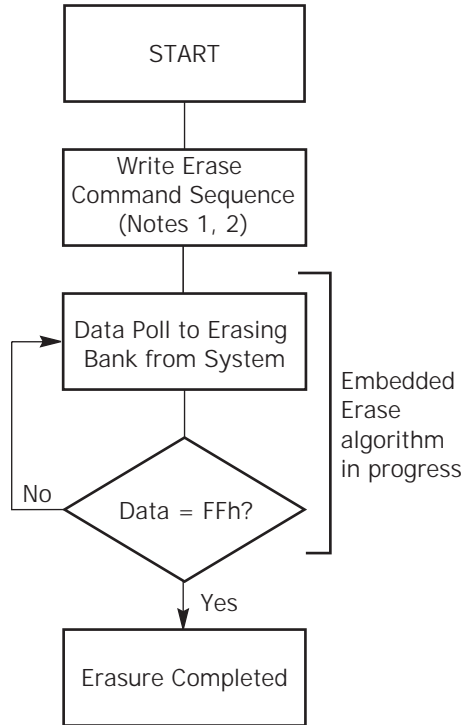 START
Write Erase
Command Sequence
(Notes 1, 2)
Data Poll to Erasing
Bank from System
Embedded
Erase
algorithm
in progress
No
Data = FFh?
Yes
Erasure Completed